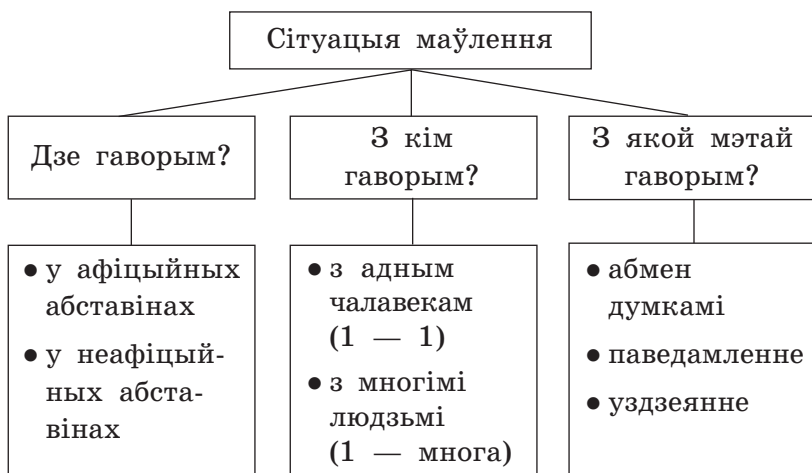 Сітуацыя маўлення
Дзе гаворым?
З кім
гаворым?
З якой мэтай
гаворым?
● у афіцыйных
абставінах
● у неафіцый-
ных абста-
вінах
● з адным
чалавекам
(1 — 1)
● з многімі
людзьмі
(1 — многа)
● абмен
думкамі
● паведамленне
● уздзеянне